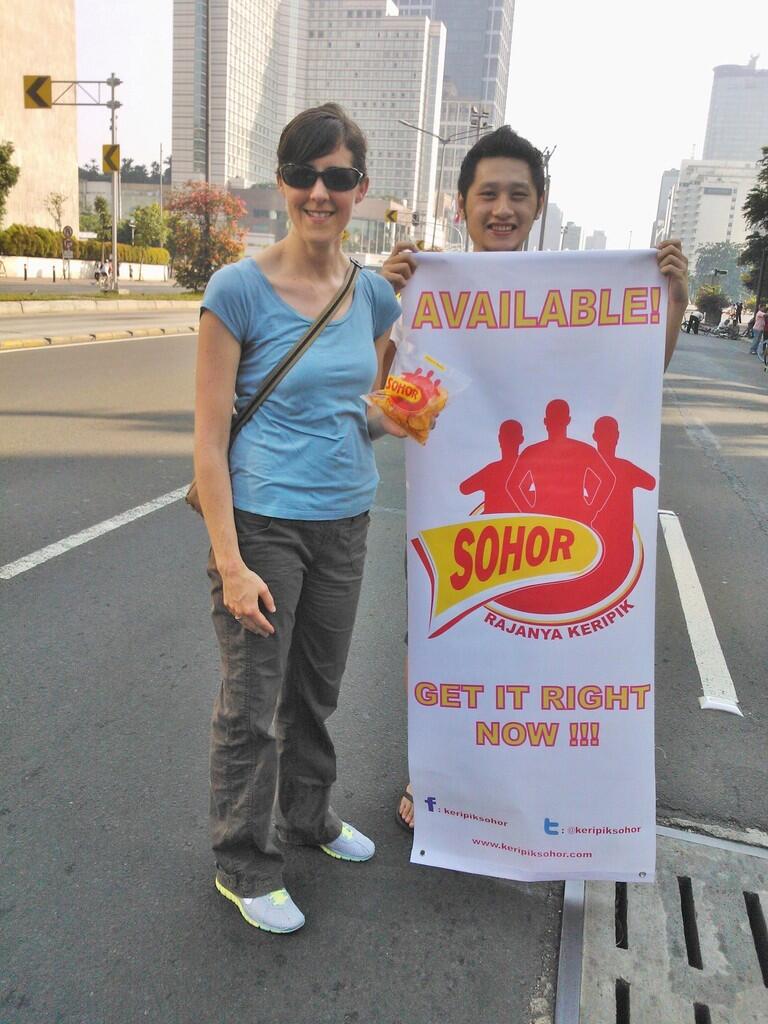 AVAILABLE!
SOHOR
SOHOR
RAJANYA KERIPIK
GET IT RIGHT
NOW !!!
f : keripiksohor
t : @keripiksohor
www.keripiksohor.com